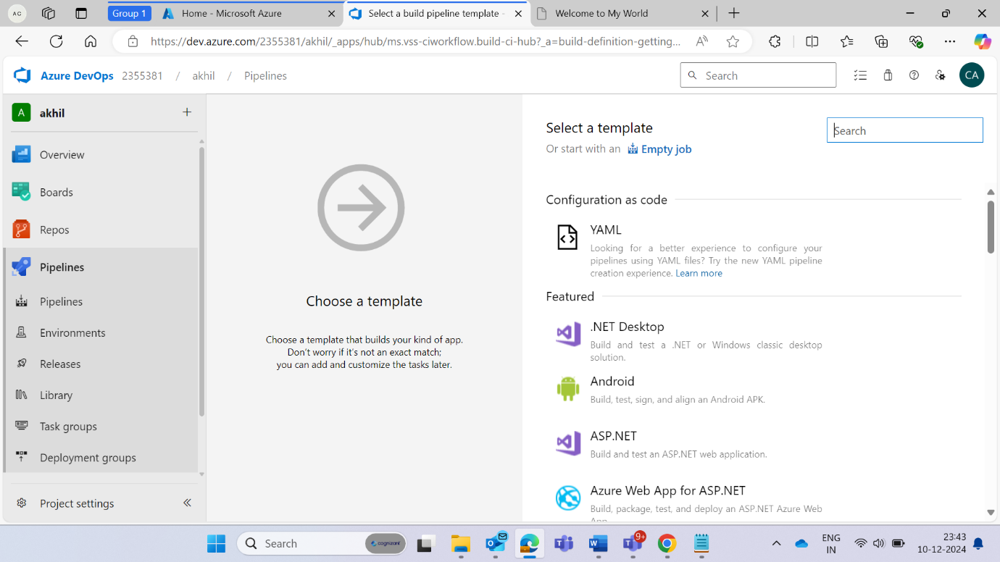 AC
Group 1
Home - Microsoft Azure
Select a build pipeline template -
Welcome to My World
https://dev.azure.com/2355381/akhil/_apps/hub/ms.vss-ciworkflow.build-ci-hub?_a=build-definition-getting...
Azure DevOps 2355381 / akhil / Pipelines
Search
CA
A akhil
Overview
Boards
Repos
Pipelines
Pipelines
Environments
Releases
Library
Task groups
Deployment groups
Project settings
Choose a template
Choose a template that builds your kind of app.
Don't worry if it's not an exact match;
you can add and customize the tasks later.
Select a template
Search
Or start with an Empty job
Configuration as code
YAML
Looking for a better experience to configure your
pipelines using YAML files? Try the new YAML pipeline
creation experience. Learn more
Featured
.NET Desktop
Build and test a .NET or Windows classic desktop
solution.
Android
Build, test, sign, and align an Android APK.
ASP.NET
Build and test an ASP.NET web application.
Azure Web App for ASP.NET
Build, package, test, and deploy an ASP.NET Azure Web
App.
Search
cognizant
9+
ENG
IN
23:43
10-12-2024